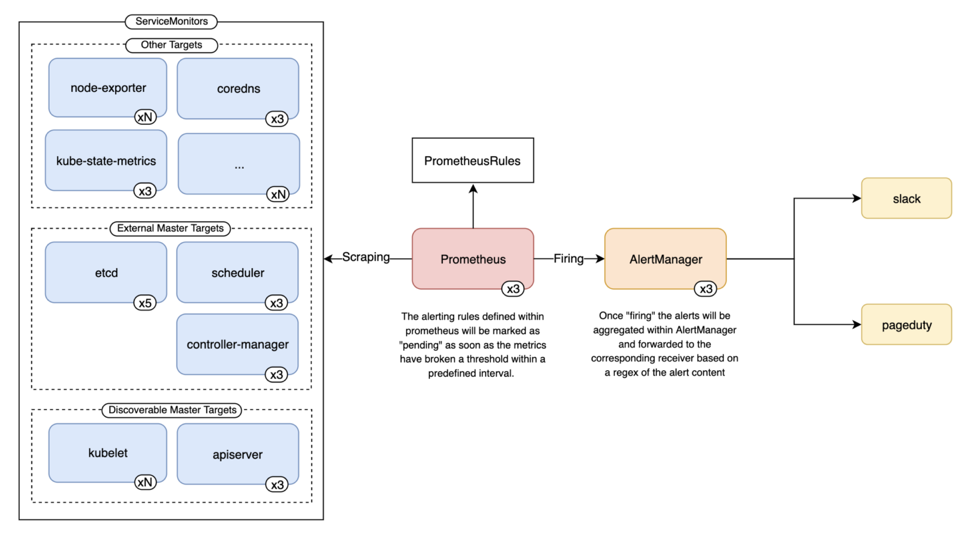 ServiceMonitors
Other Targets
node-exporter
xN
coredns
x3
kube-state-metrics
x3
...
xN
External Master Targets
etcd
x5
scheduler
x3
controller-manager
x3
Discoverable Master Targets
kubelet
xN
apiserver
x3
Scraping
PrometheusRules
Prometheus
x3
The alerting rules defined within
prometheus will be marked as
"pending" as soon as the metrics
have broken a threshold within a
predefined interval.
Firing
AlertManager
x3
Once "firing" the alerts will be
aggregated within AlertManager
and forwarded to the
corresponding receiver based on
a regex of the alert content
slack
pageduty